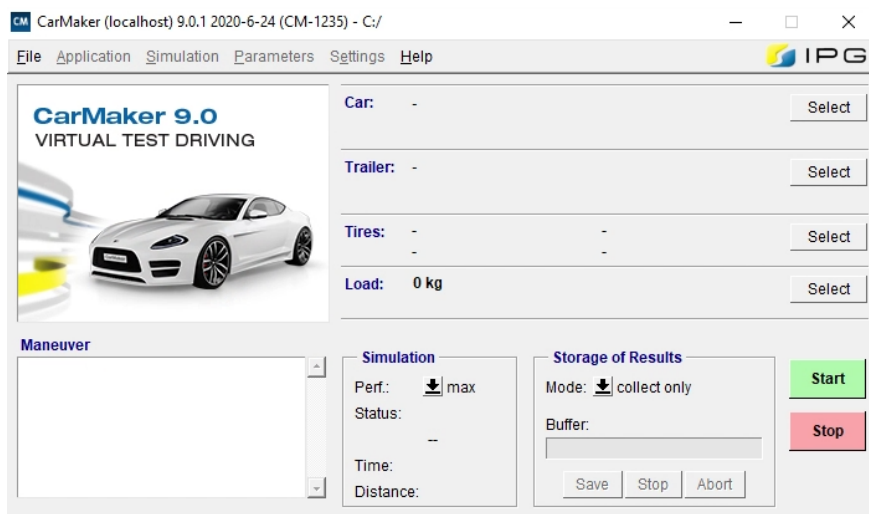 CM CarMaker (localhost) 9.0.1 2020-6-24 (CM-1235) - C:/
File Application Simulation Parameters Settings Help
IPG
CarMaker 9.0
VIRTUAL TEST DRIVING
CarMaker
Car: -
Select
Trailer: -
Select
Tires: - -
- -
Select
Load: 0 kg
Select
Maneuver
Simulation
Perf.: max
Status:
--
Time:
Distance:
Storage of Results
Mode: collect only
Buffer:
Save Stop Abort
Start
Stop